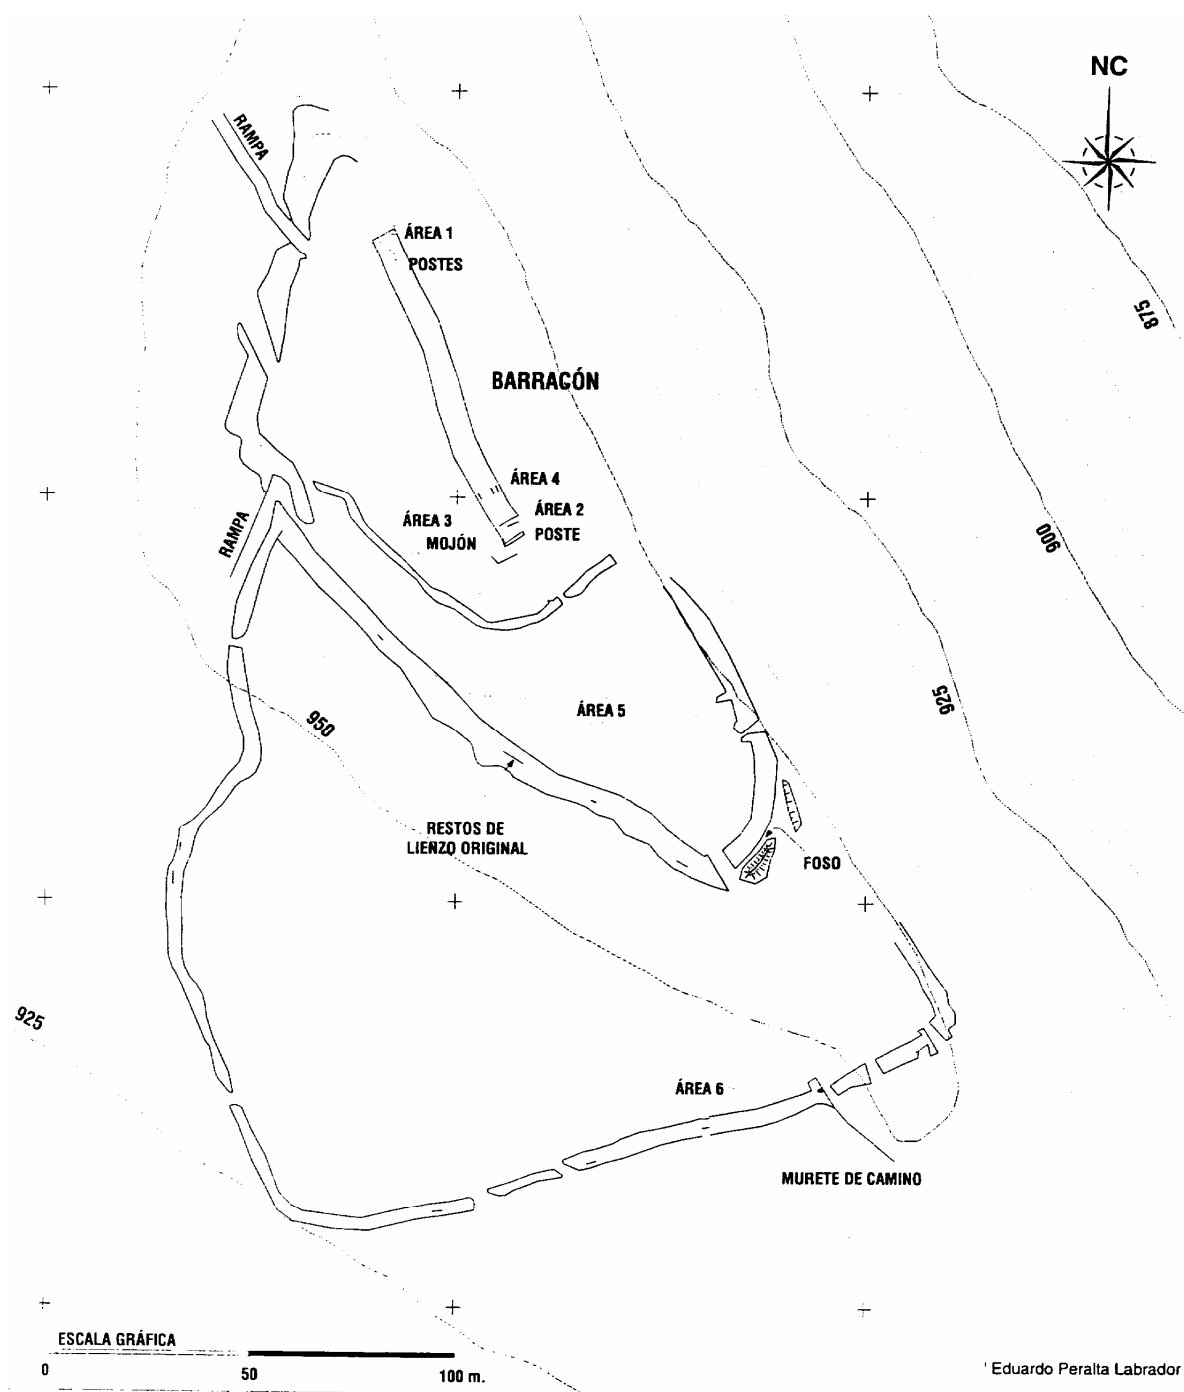 NC
RAMPA
ÁREA 1
POSTES
875
BARRACÓN
ÁREA 4
ÁREA 2
ÁREA 3
POSTE
MOJÓN
RAMPA
900
925
ÁREA 5
950
RESTOS DE
LIENZO ORIGINAL
FOSO
925
ÁREA 6
MURETE DE CAMINO
ESCALA GRÁFICA
0
50
100 m.
' Eduardo Peralta Labrador